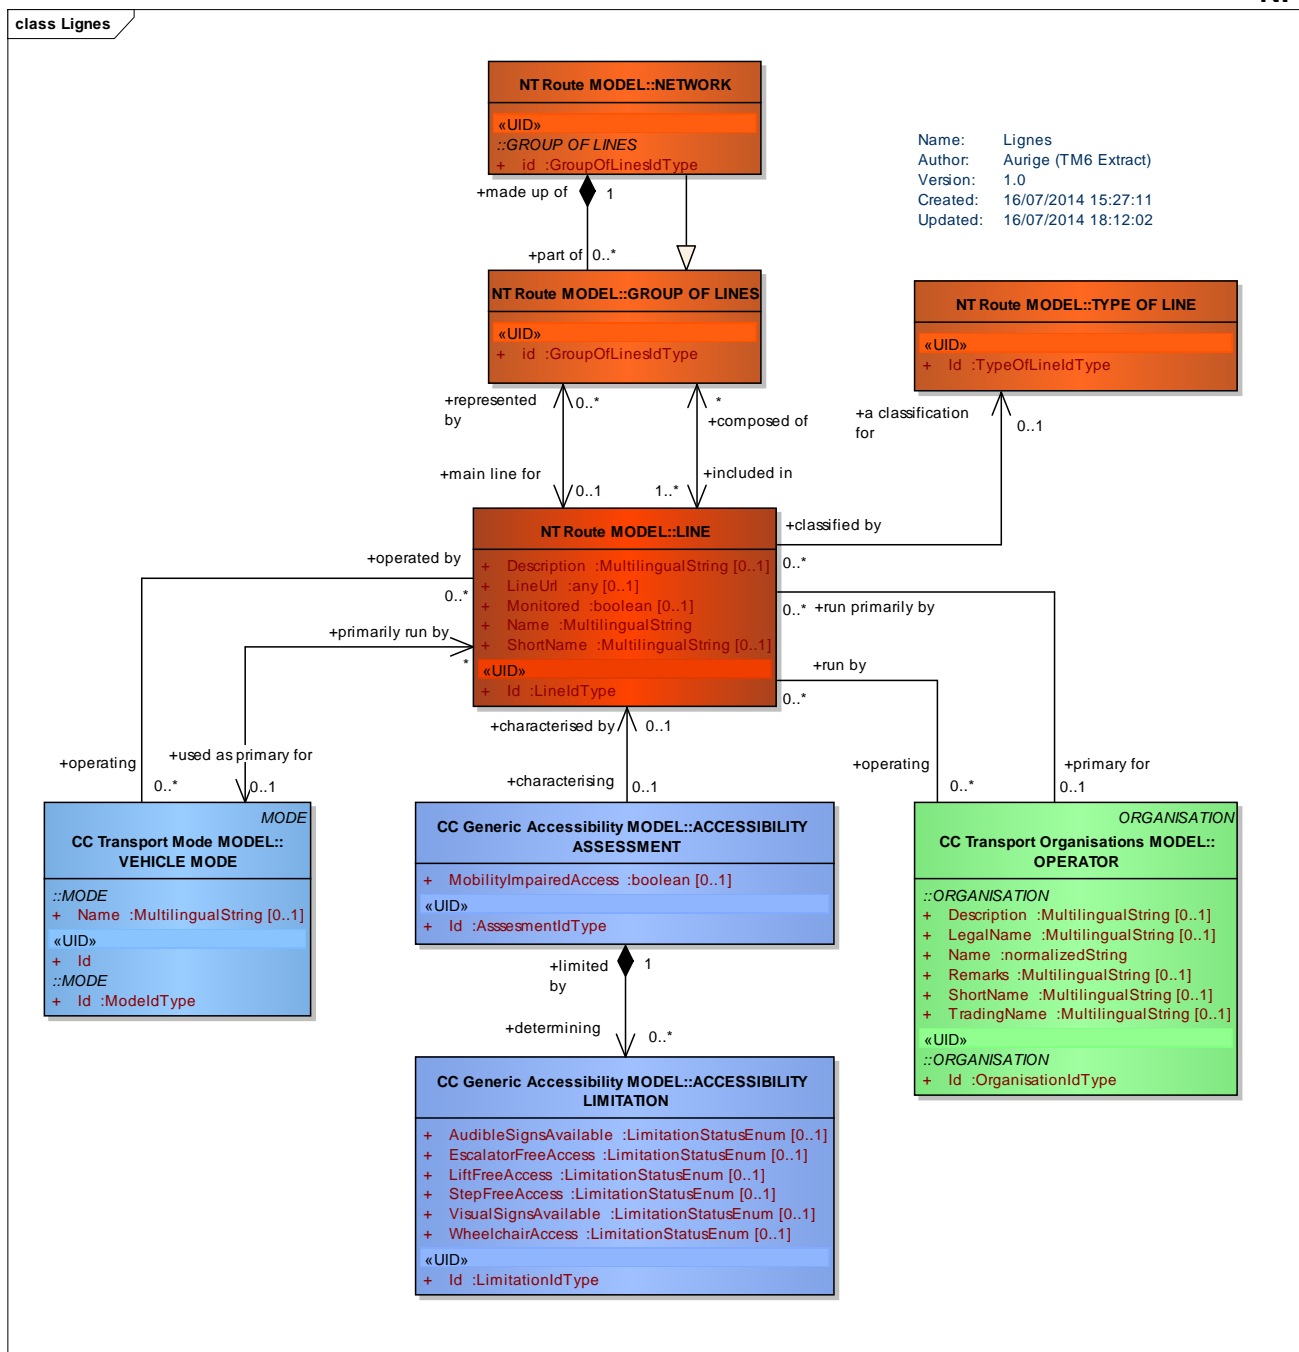 class Lignes
NT Route MODEL::NETWORK
«UID»
::GROUP OF LINES
+ id :GroupOfLinesIdType
Name: Lignes
Author: Aurige (TM6 Extract)
Version: 1.0
Created: 16/07/2014 15:27:11
Updated: 16/07/2014 18:12:02
+made up of
1
+part of
0..*
NT Route MODEL::GROUP OF LINES
«UID»
+ id :GroupOfLinesIdType
NT Route MODEL::TYPE OF LINE
«UID»
+ Id :TypeOfLineIdType
+represented
by
0..*
*
+composed of
+a classification
for
0..1
+main line for
0..1
1..*
+included in
NT Route MODEL::LINE
+ Description :MultilingualString [0..1]
+ LineUrl :any [0..1]
+ Monitored :boolean [0..1]
+ Name :MultilingualString
+ ShortName :MultilingualString [0..1]
«UID»
+ Id :LineIdType
+classified by
0..*
+operated by
0..*
0..*
+run primarily by
+primarily run by
*
+run by
0..*
+characterised by
0..1
+operating
0..*
+used as primary for
0..1
+characterising
0..1
+operating
0..*
+primary for
0..1
MODE
CC Transport Mode MODEL::
VEHICLE MODE
::MODE
+ Name :MultilingualString [0..1]
«UID»
+ Id
::MODE
+ Id :ModeIdType
CC Generic Accessibility MODEL::ACCESSIBILITY
ASSESSMENT
+ MobilityImpairedAccess :boolean [0..1]
«UID»
+ Id :AsssesmentIdType
ORGANISATION
CC Transport Organisations MODEL::
OPERATOR
::ORGANISATION
+ Description :MultilingualString [0..1]
+ LegalName :MultilingualString [0..1]
+ Name :normalizedString
+ Remarks :MultilingualString [0..1]
+ ShortName :MultilingualString [0..1]
+ TradingName :MultilingualString [0..1]
«UID»
::ORGANISATION
+ Id :OrganisationIdType
+limited
by
1
+determining
0..*
CC Generic Accessibility MODEL::ACCESSIBILITY
LIMITATION
+ AudibleSignsAvailable :LimitationStatusEnum [0..1]
+ EscalatorFreeAccess :LimitationStatusEnum [0..1]
+ LiftFreeAccess :LimitationStatusEnum [0..1]
+ StepFreeAccess :LimitationStatusEnum [0..1]
+ VisualSignsAvailable :LimitationStatusEnum [0..1]
+ WheelchairAccess :LimitationStatusEnum [0..1]
«UID»
+ Id :LimitationIdType